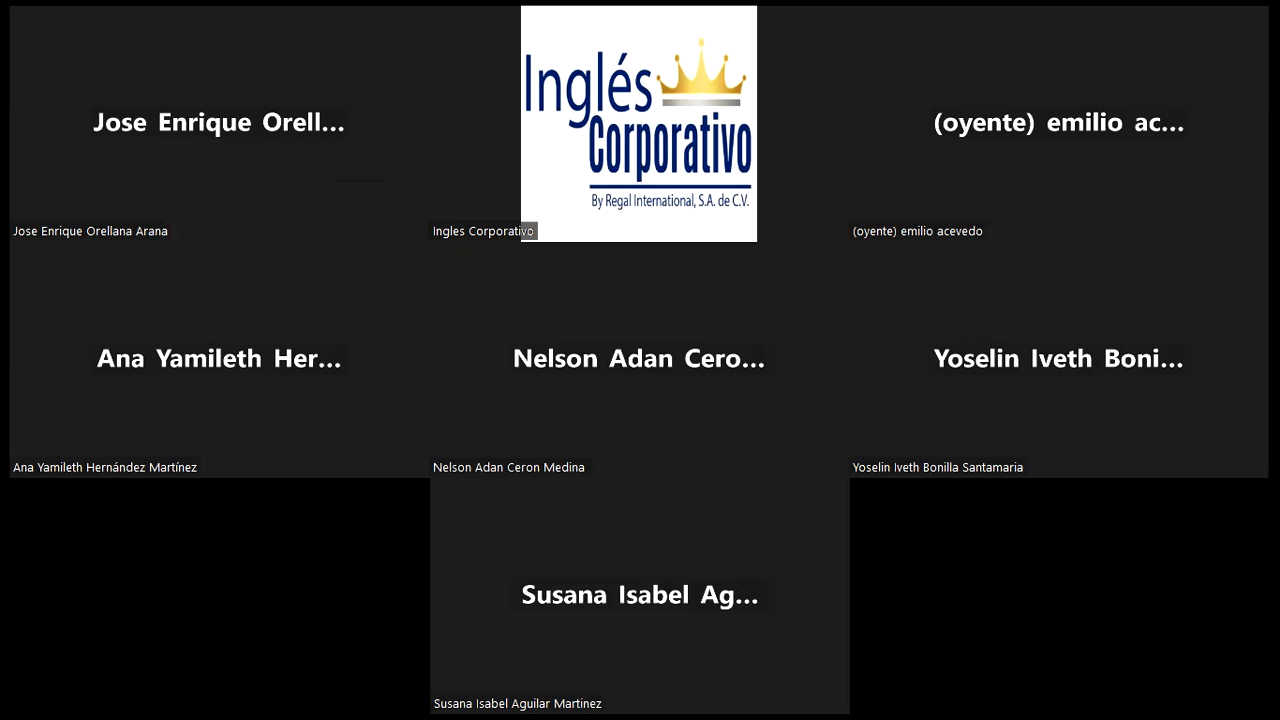 Jose Enrique Orell...
Jose Enrique Orellana Arana
Inglés
Corporativo
By Regal International, S.A. de C.V.
Ingles Corporativo
(oyente) emilio ac...
(oyente) emilio acevedo
Ana Yamileth Her...
Ana Yamileth Hernández Martínez
Nelson Adan Cero...
Nelson Adan Ceron Medina
Yoselin Iveth Boni...
Yoselin Iveth Bonilla Santamaria
Susana Isabel Ag...
Susana Isabel Aguilar Martinez